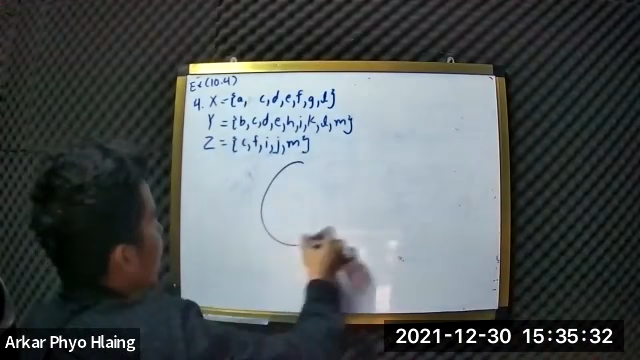 Ex(10.4)
4. X = {a, c,d,e,f,g,l}
Y = {b,c,d,e,h,i,k,l,m}
Z = {c,f,i,j,m}
Arkar Phyo Hlaing
2021-12-30 15:35:32